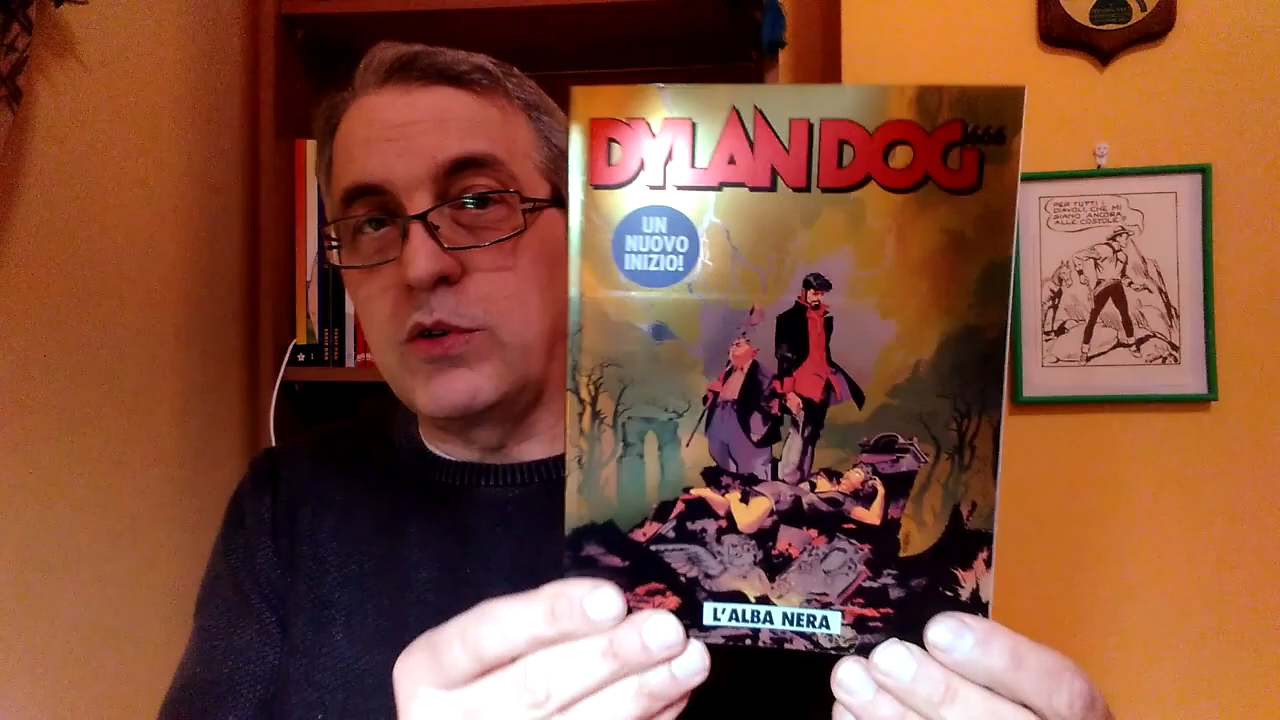 DYLAN DOG
666
UN
NUOVO
INIZIO!
L'ALBA NERA
PER TUTTI I
DIAVOLI, CHE MI
SIANO ANCORA
ALLE COSTOLE?